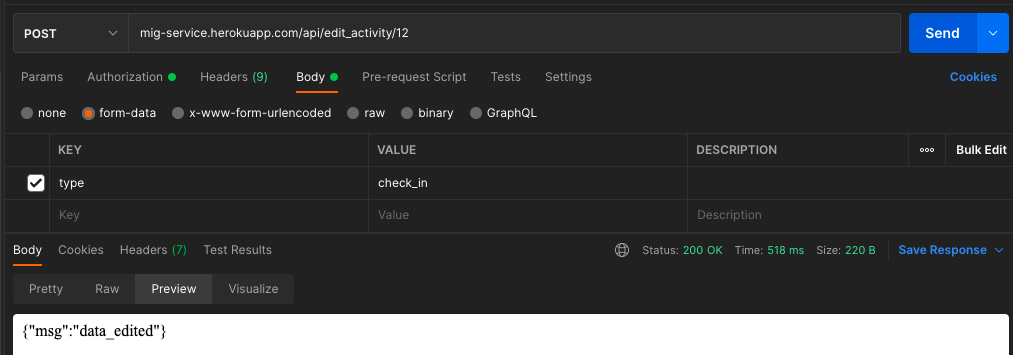 POST mig-service.herokuapp.com/api/edit_activity/12 Send
Params Authorization Headers (9) Body Pre-request Script Tests Settings Cookies
none form-data x-www-form-urlencoded raw binary GraphQL
KEY VALUE DESCRIPTION ooo Bulk Edit
type check_in
Key Value Description
Body Cookies Headers (7) Test Results Status: 200 OK Time: 518 ms Size: 220 B Save Response
Pretty Raw Preview Visualize
{"msg":"data_edited"}